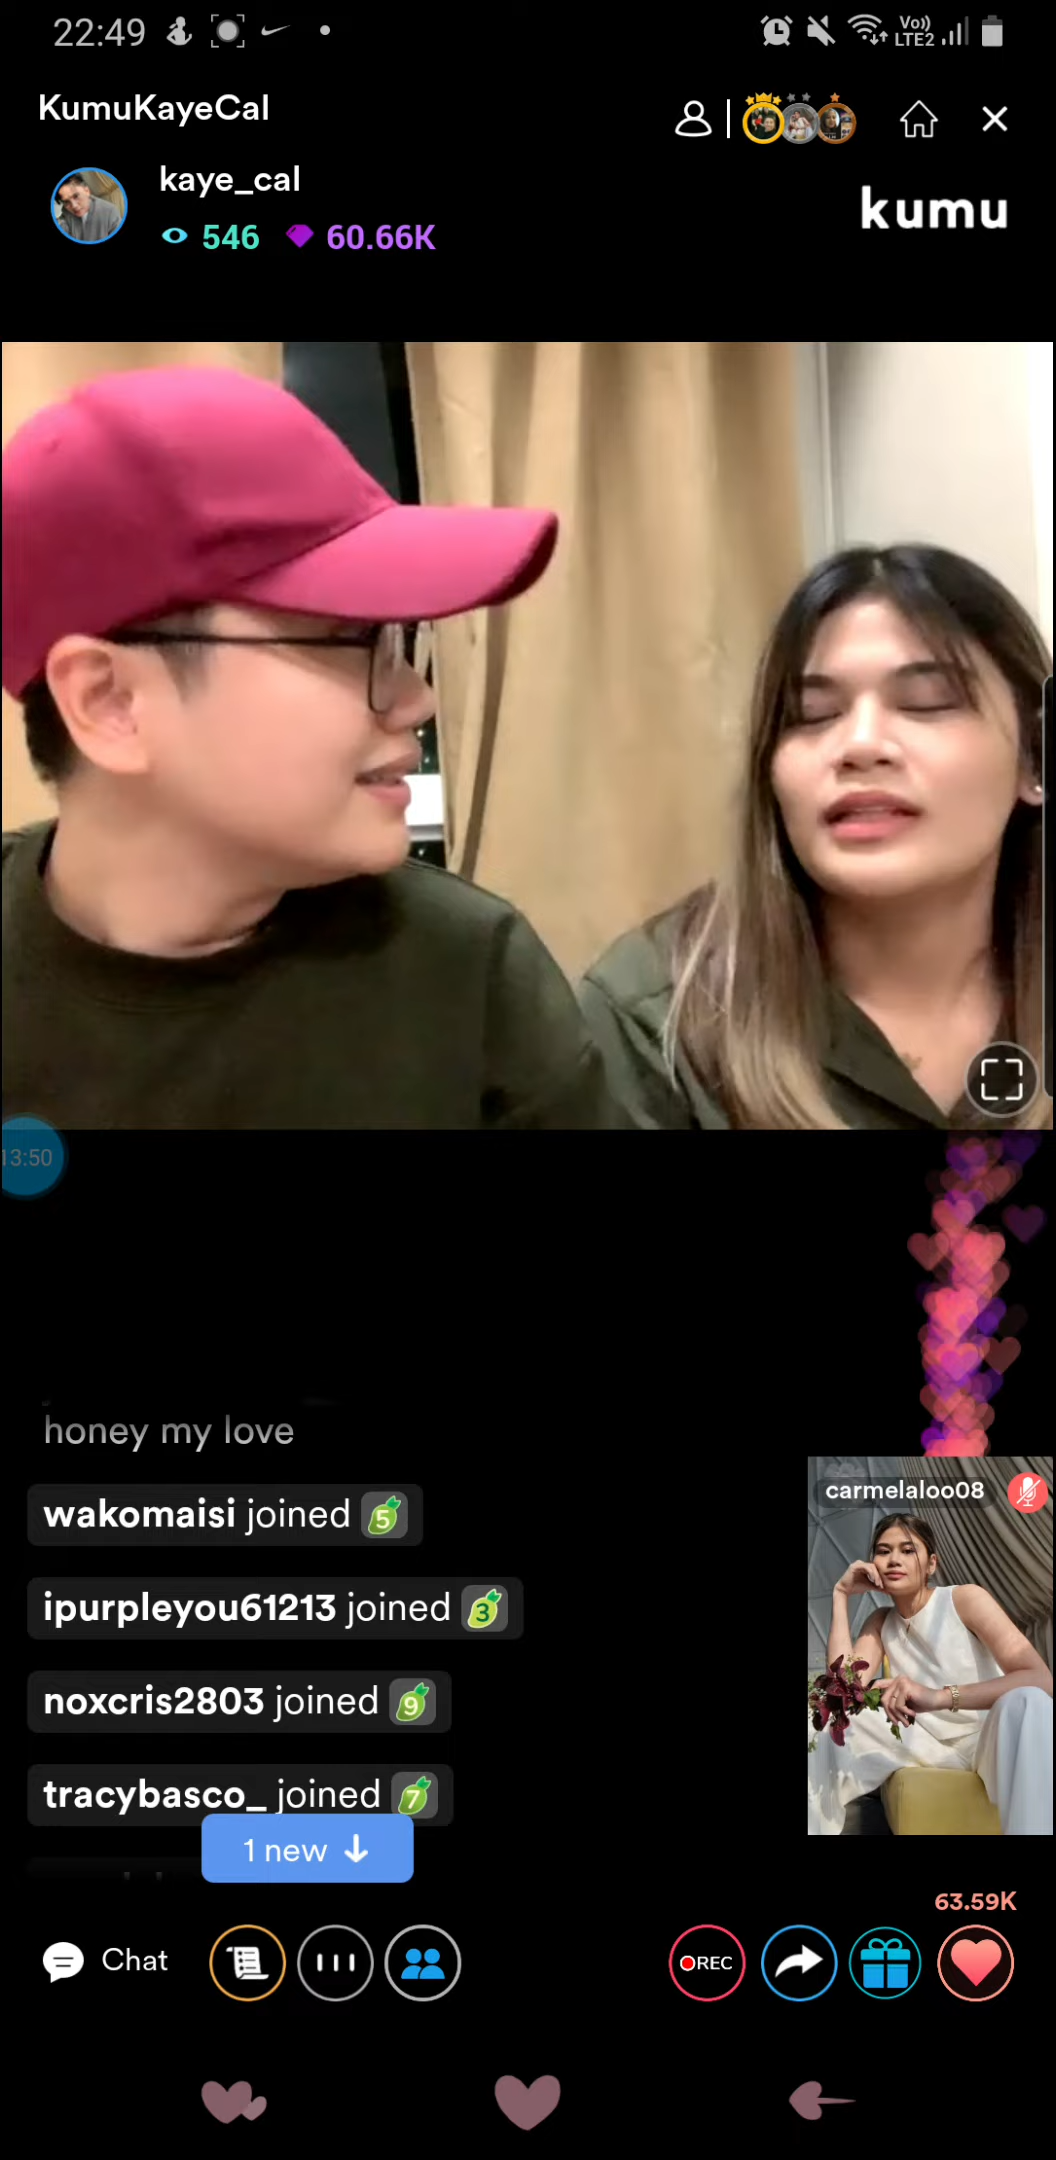 22:49
Vo))
LTE2
KumuKayeCal
kaye_cal
546 60.66K
kumu
13:50
honey my love
wakomaisi joined 5
ipurpleyou61213 joined 3
noxcris2803 joined 9
tracybasco_ joined 7
1 new
carmelaloo08
63.59K
Chat
REC